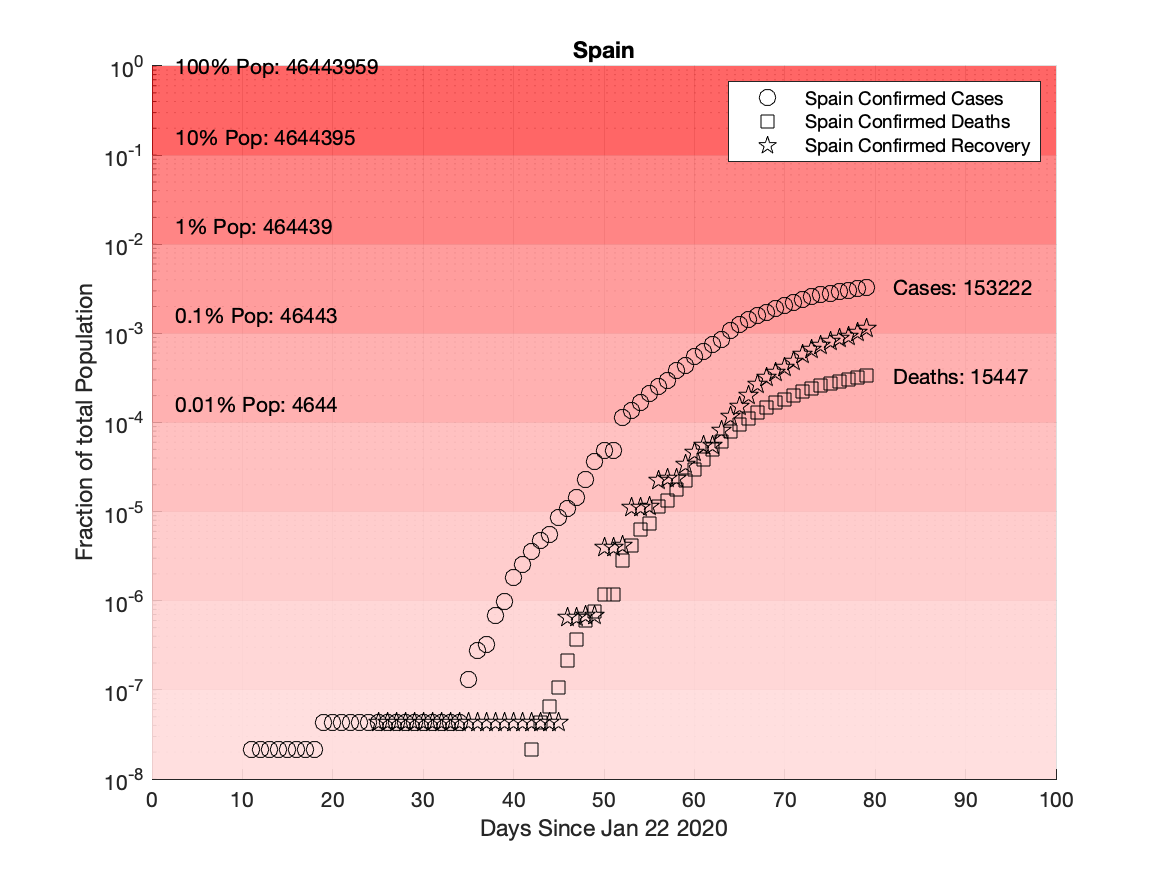 Spain
10^0
100% Pop: 46443959
Spain Confirmed Cases
Spain Confirmed Deaths
Spain Confirmed Recovery
10% Pop: 4644395
10^-1
1% Pop: 464439
10^-2
Cases: 153222
0.1% Pop: 46443
10^-3
Deaths: 15447
0.01% Pop: 4644
10^-4
10^-5
10^-6
10^-7
10^-8
Fraction of total Population
0 10 20 30 40 50 60 70 80 90 100
Days Since Jan 22 2020